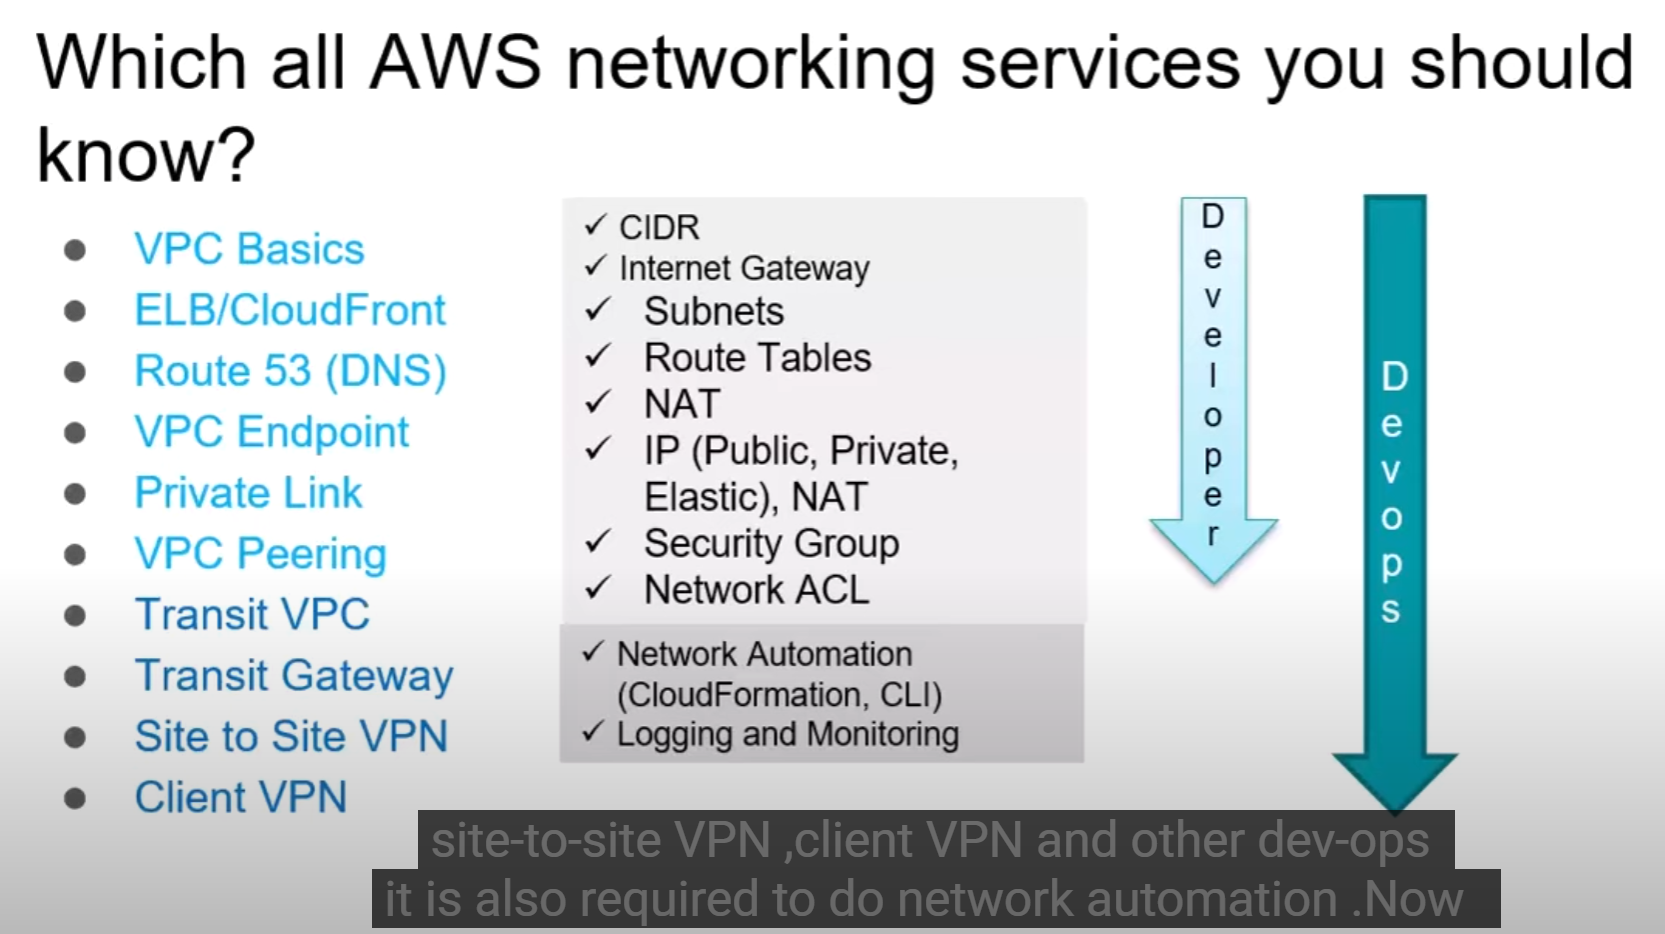 Which all AWS networking services you should
know?
VPC Basics
ELB/CloudFront
Route 53 (DNS)
VPC Endpoint
Private Link
VPC Peering
Transit VPC
Transit Gateway
Site to Site VPN
Client VPN
✓ CIDR
✓ Internet Gateway
✓ Subnets
✓ Route Tables
✓ NAT
✓ IP (Public, Private,
Elastic), NAT
✓ Security Group
✓ Network ACL
✓ Network Automation
(CloudFormation, CLI)
✓ Logging and Monitoring
Developer
Devops
site-to-site VPN ,client VPN and other dev-ops
it is also required to do network automation .Now